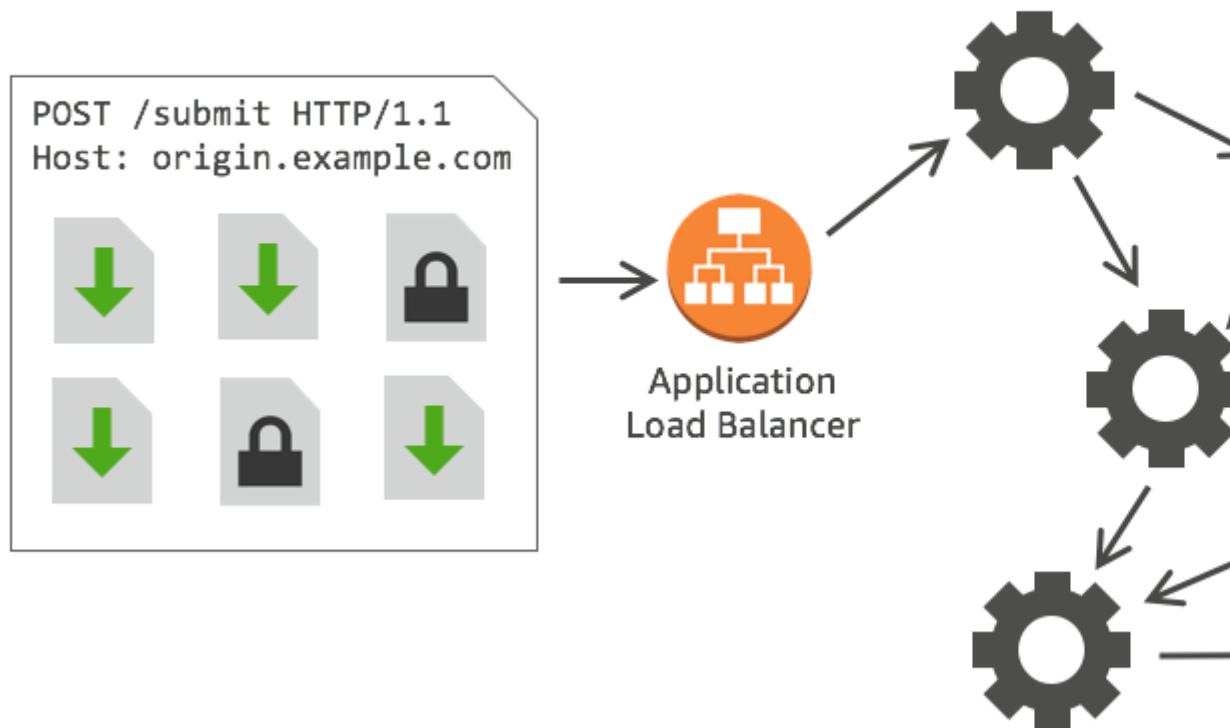 POST /submit HTTP/1.1
Host: origin.example.com
Application
Load Balancer